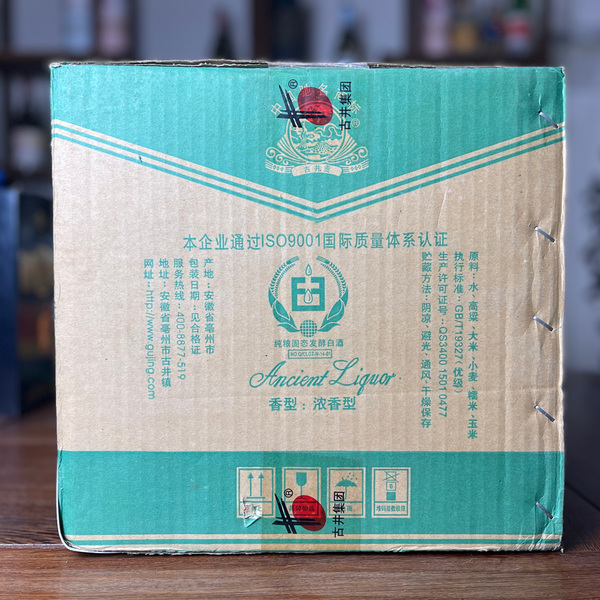 古井集团
古井贡
本企业通过ISO9001国际质量体系认证
原料：水、高粱、大米、小麦、糯米、玉米
执行标准：GB/T19327（优级）
生产许可证号：QS3400 1501 0477
贮藏方法：阴凉、避光、通风、干燥保存
纯粮固态发酵白酒
Ancient Liquor
香型：浓香型
产地：安徽省亳州市
包装日期：见合格证
服务热线：400-8877-519
地址：安徽省亳州市古井镇
网址：http://www.gujing.com
古井集团